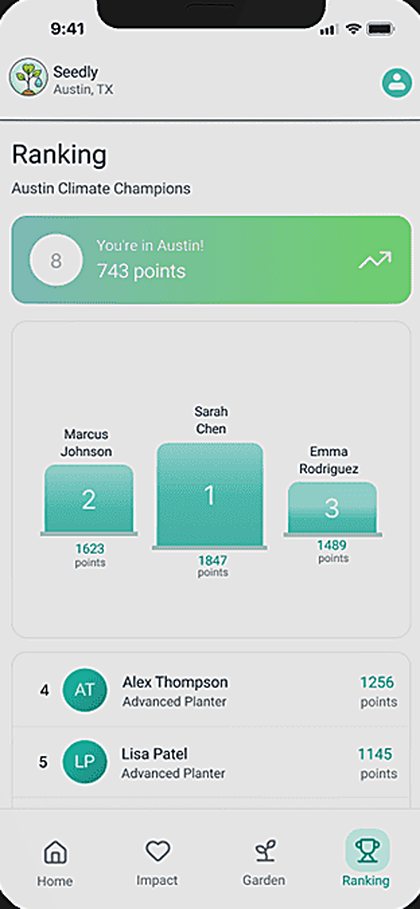 9:41
Seedly
Austin, TX
Ranking
Austin Climate Champions
8
You're in Austin!
743 points
Sarah
Chen
Marcus
Johnson
Emma
Rodriguez
2
1
3
1623
points
1847
points
1489
points
4 AT Alex Thompson 1256
Advanced Planter points
5 LP Lisa Patel 1145
Advanced Planter points
Home Impact Garden Ranking